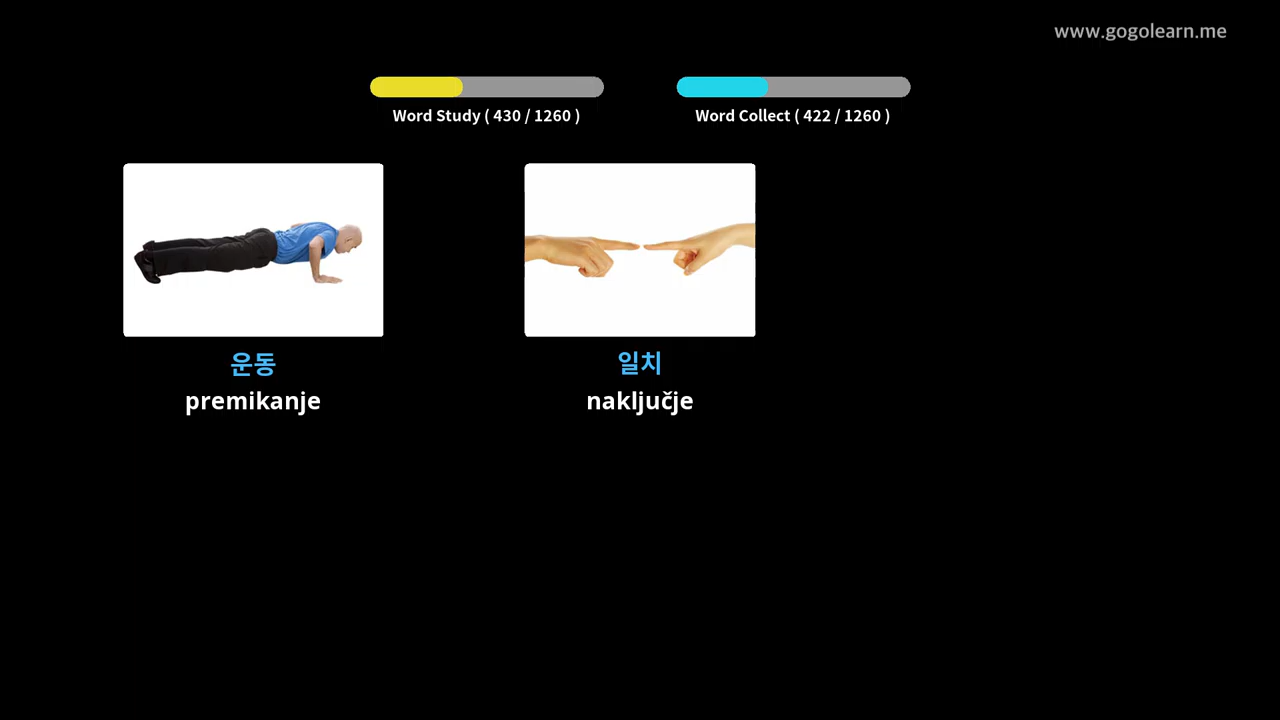 www.gogolearn.me
Word Study ( 430 / 1260 )
Word Collect ( 422 / 1260 )
운동
premikanje
일치
naključje